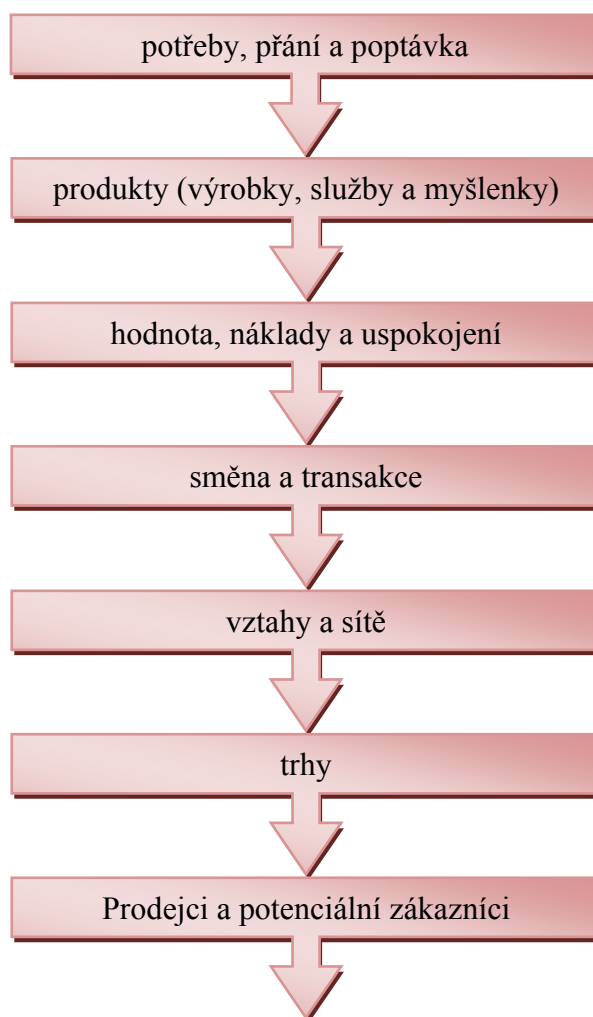 potřeby, přání a poptávka
produkty (výrobky, služby a myšlenky)
hodnota, náklady a uspokojení
směna a transakce
vztahy a sítě
trhy
Prodejci a potenciální zákazníci